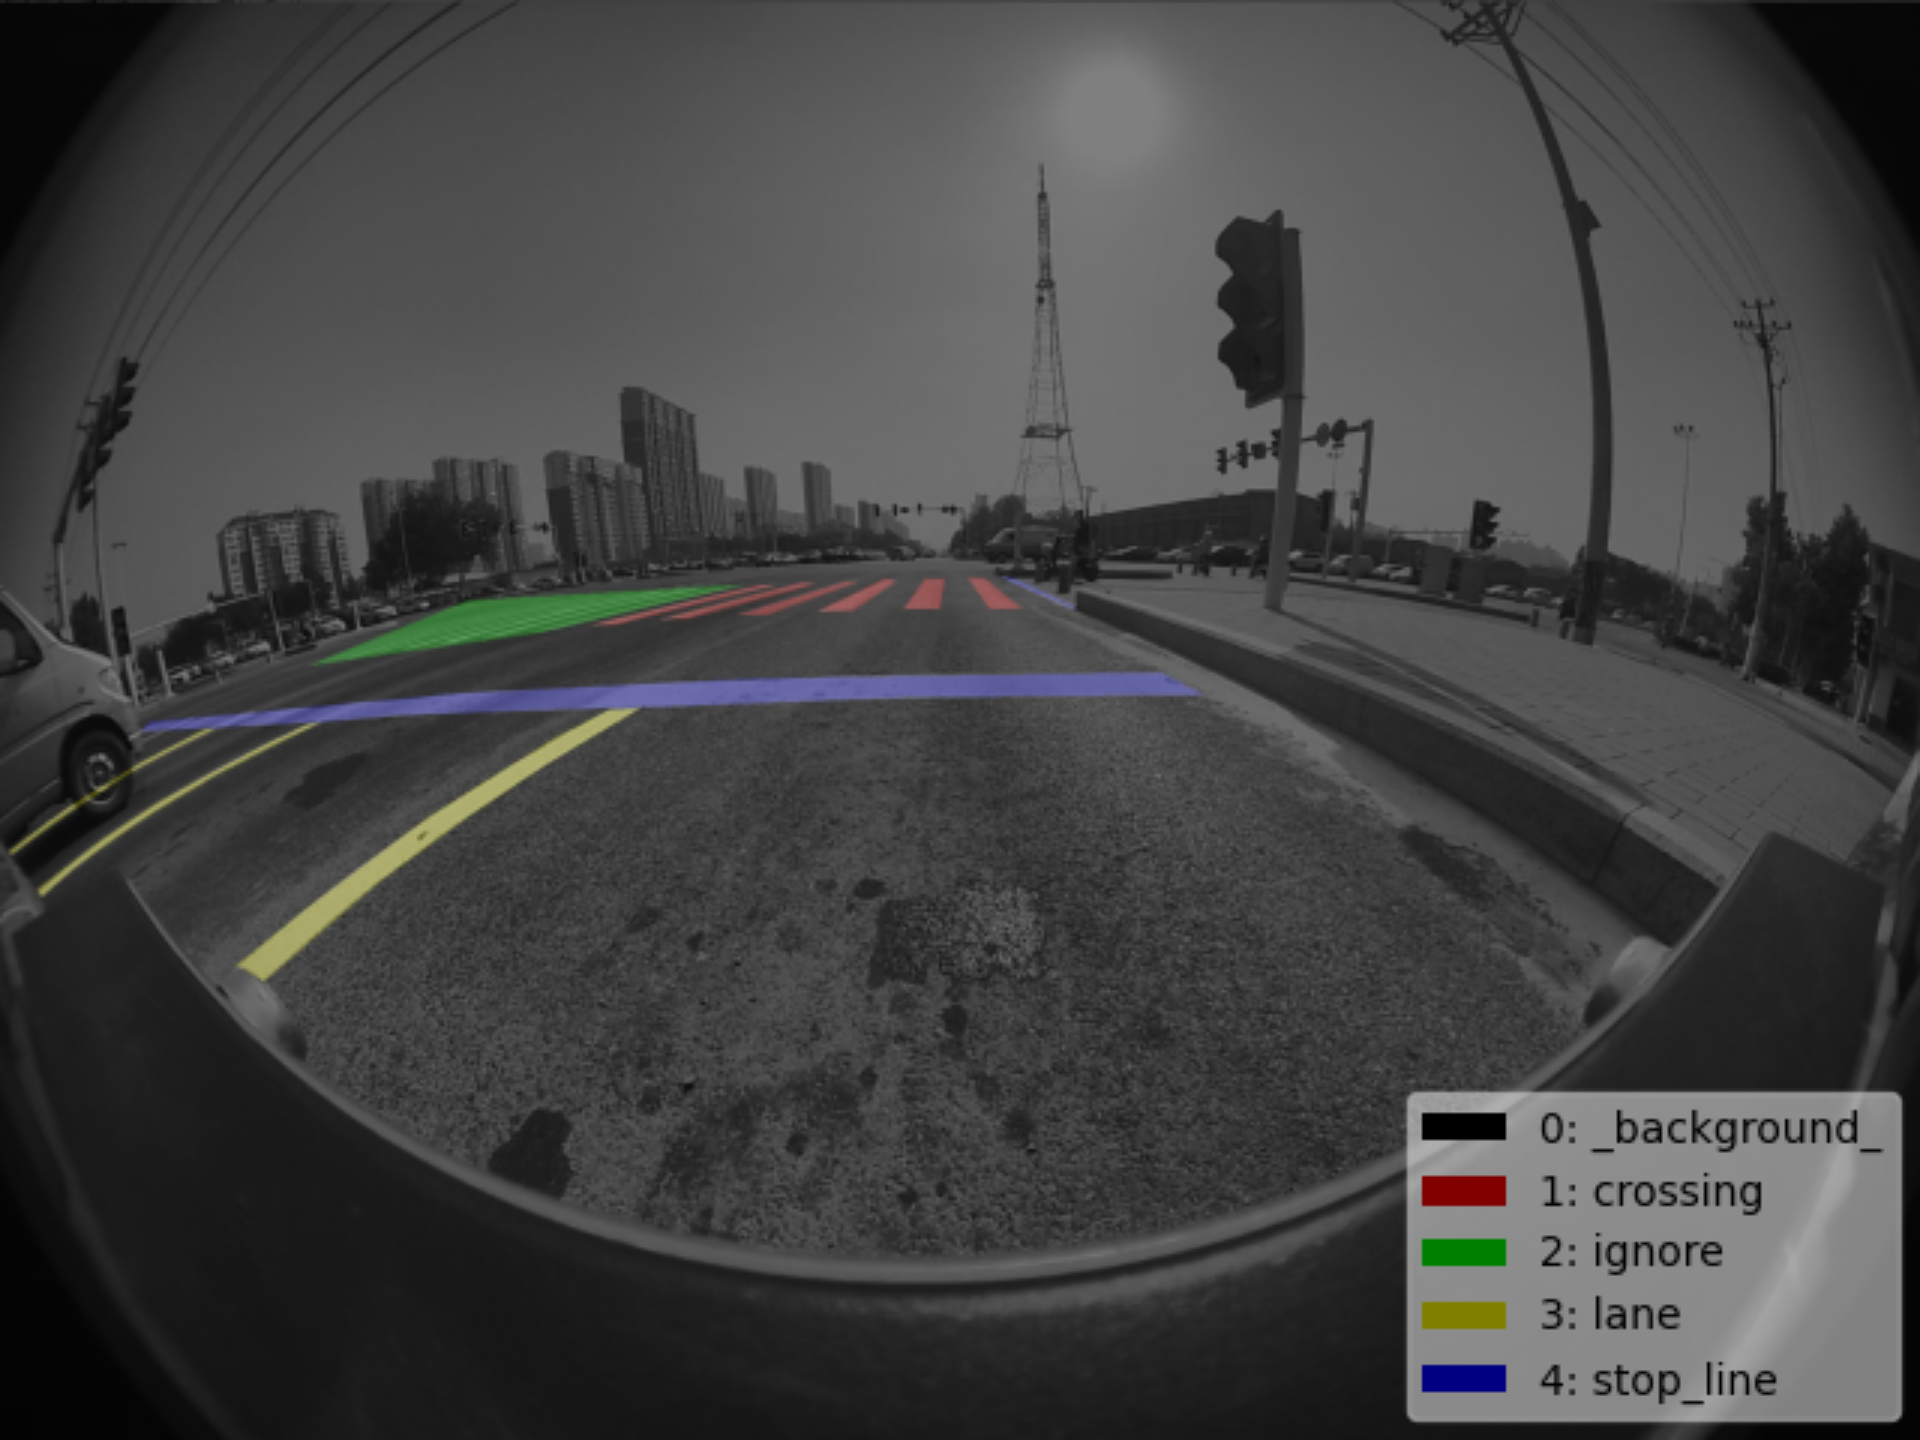 0: _background_
1: crossing
2: ignore
3: lane
4: stop_line